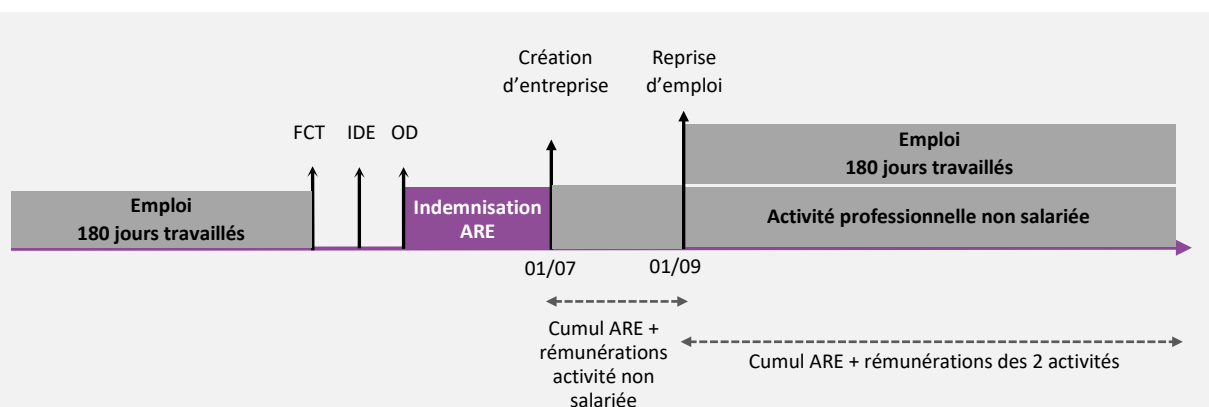 Création
d’entreprise
Reprise
d’emploi
FCT IDE OD
Emploi
180 jours travaillés
Emploi
180 jours travaillés
Indemnisation
ARE
Activité professionnelle non salariée
01/07
01/09
Cumul ARE +
rémunérations
activité non
salariée
Cumul ARE + rémunérations des 2 activités